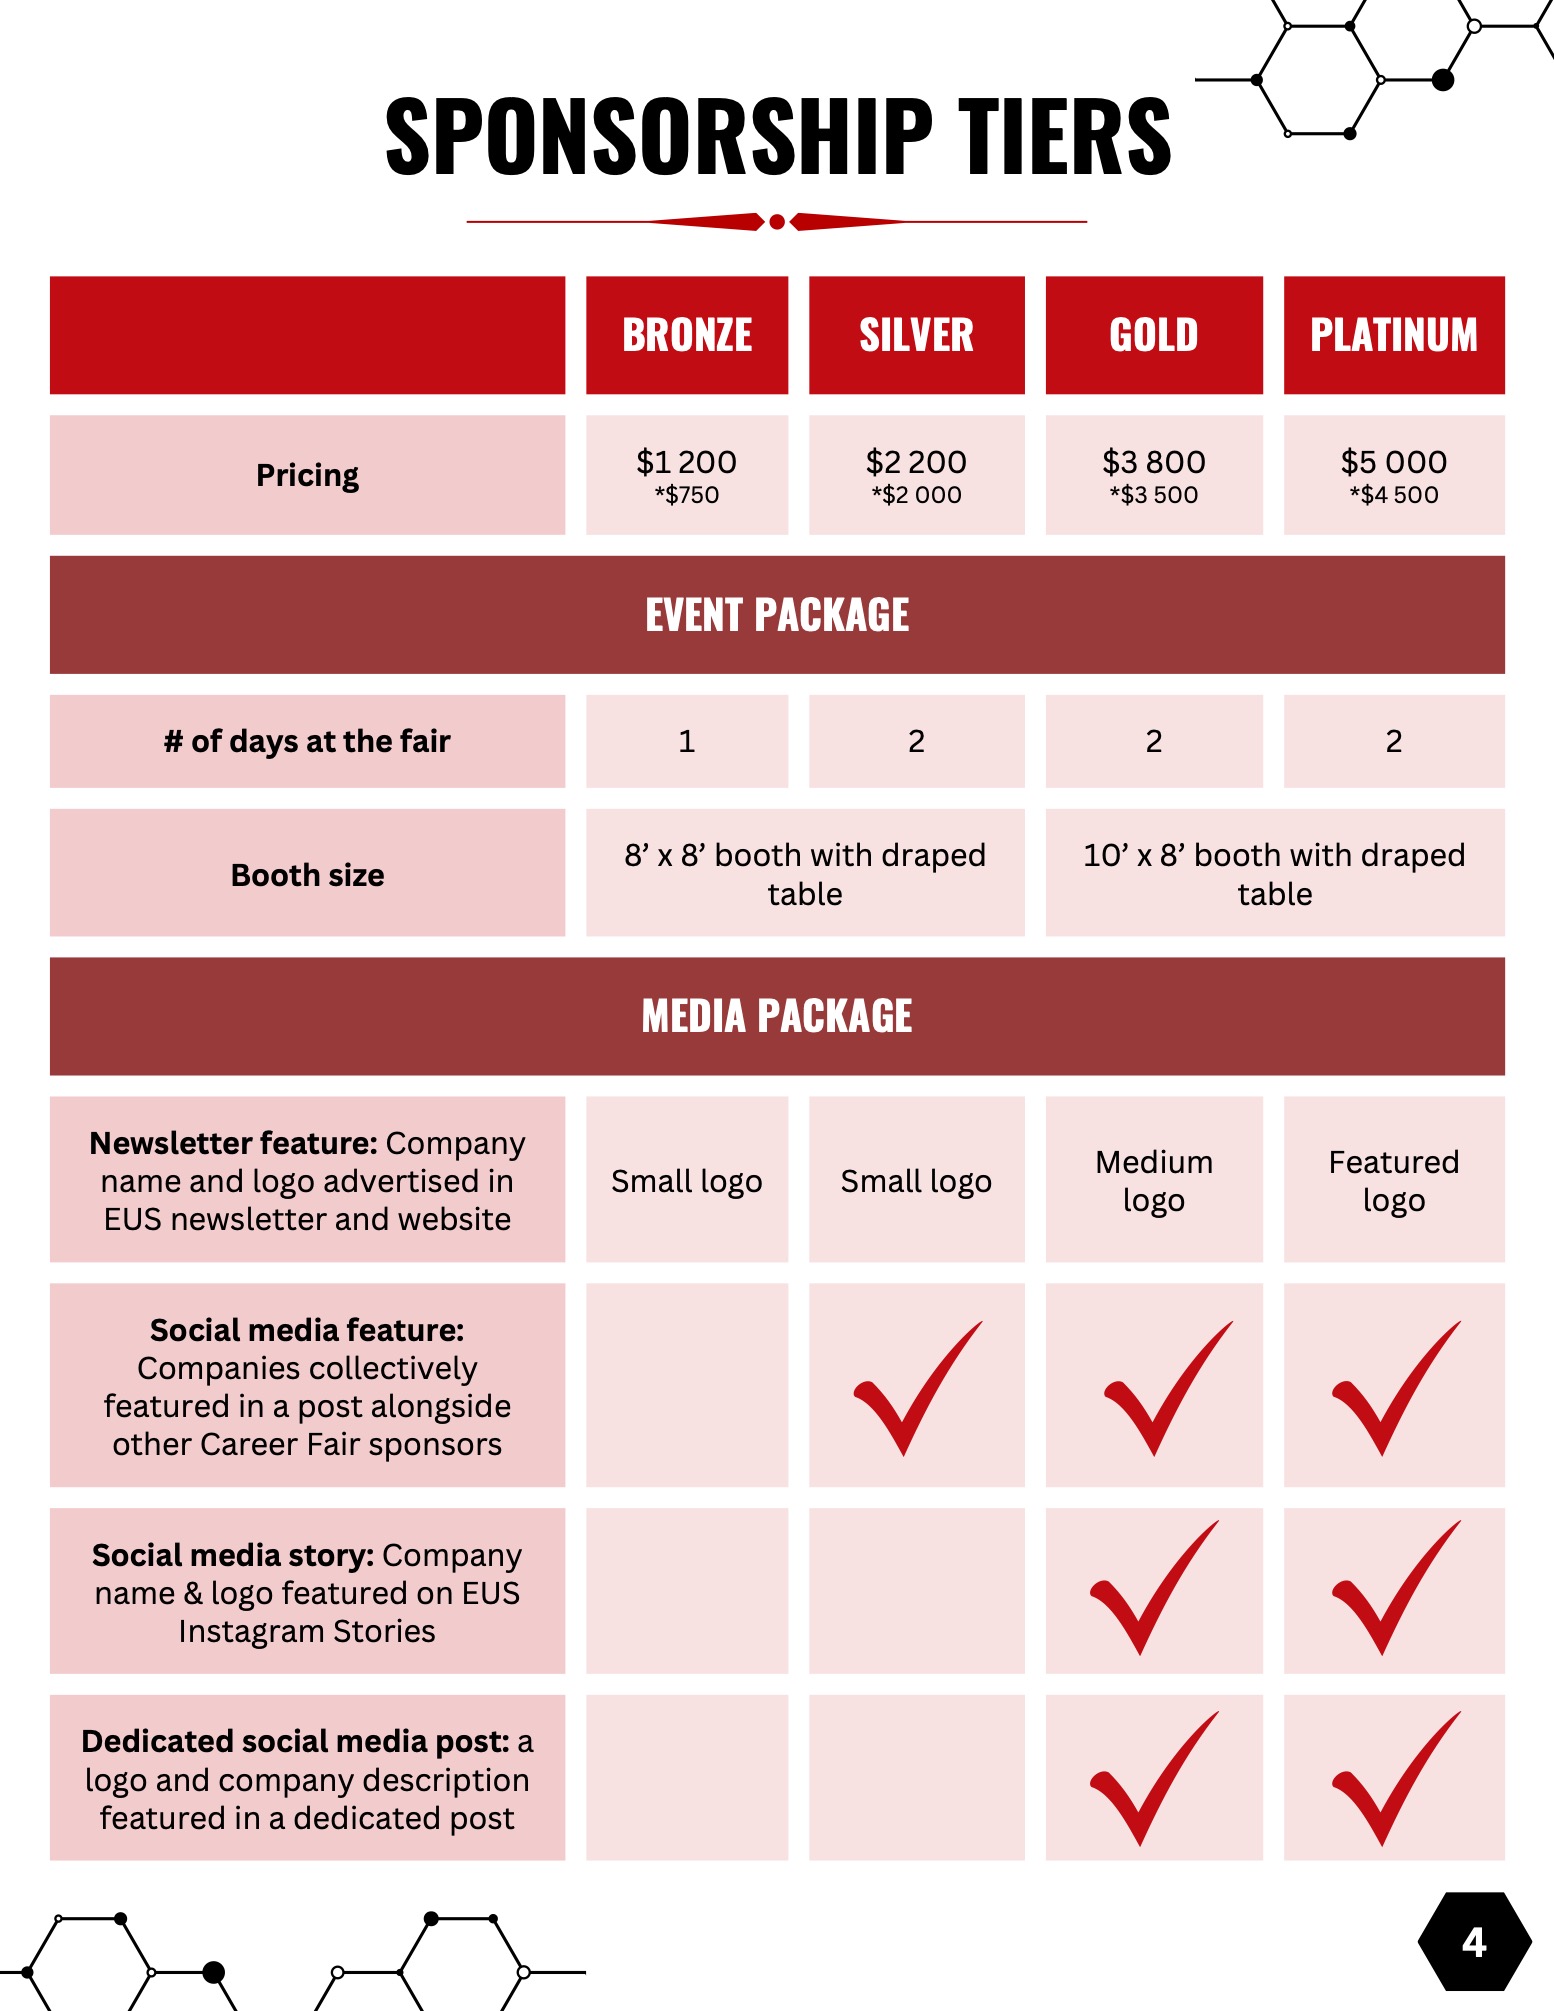 SPONSORSHIP TIERS
BRONZE SILVER GOLD PLATINUM
Pricing
$1 200 $2 200 $3 800 $5 000
*$750 *$2 000 *$3 500 *$4 500
EVENT PACKAGE
# of days at the fair 1 2 2 2
Booth size
8’ x 8’ booth with draped
table
10’ x 8’ booth with draped
table
MEDIA PACKAGE
Newsletter feature: Company
name and logo advertised in
EUS newsletter and website
Small logo
Small logo
Medium
logo
Featured
logo
Social media feature:
Companies collectively
featured in a post alongside
other Career Fair sponsors
Social media story: Company
name & logo featured on EUS
Instagram Stories
Dedicated social media post: a
logo and company description
featured in a dedicated post
4